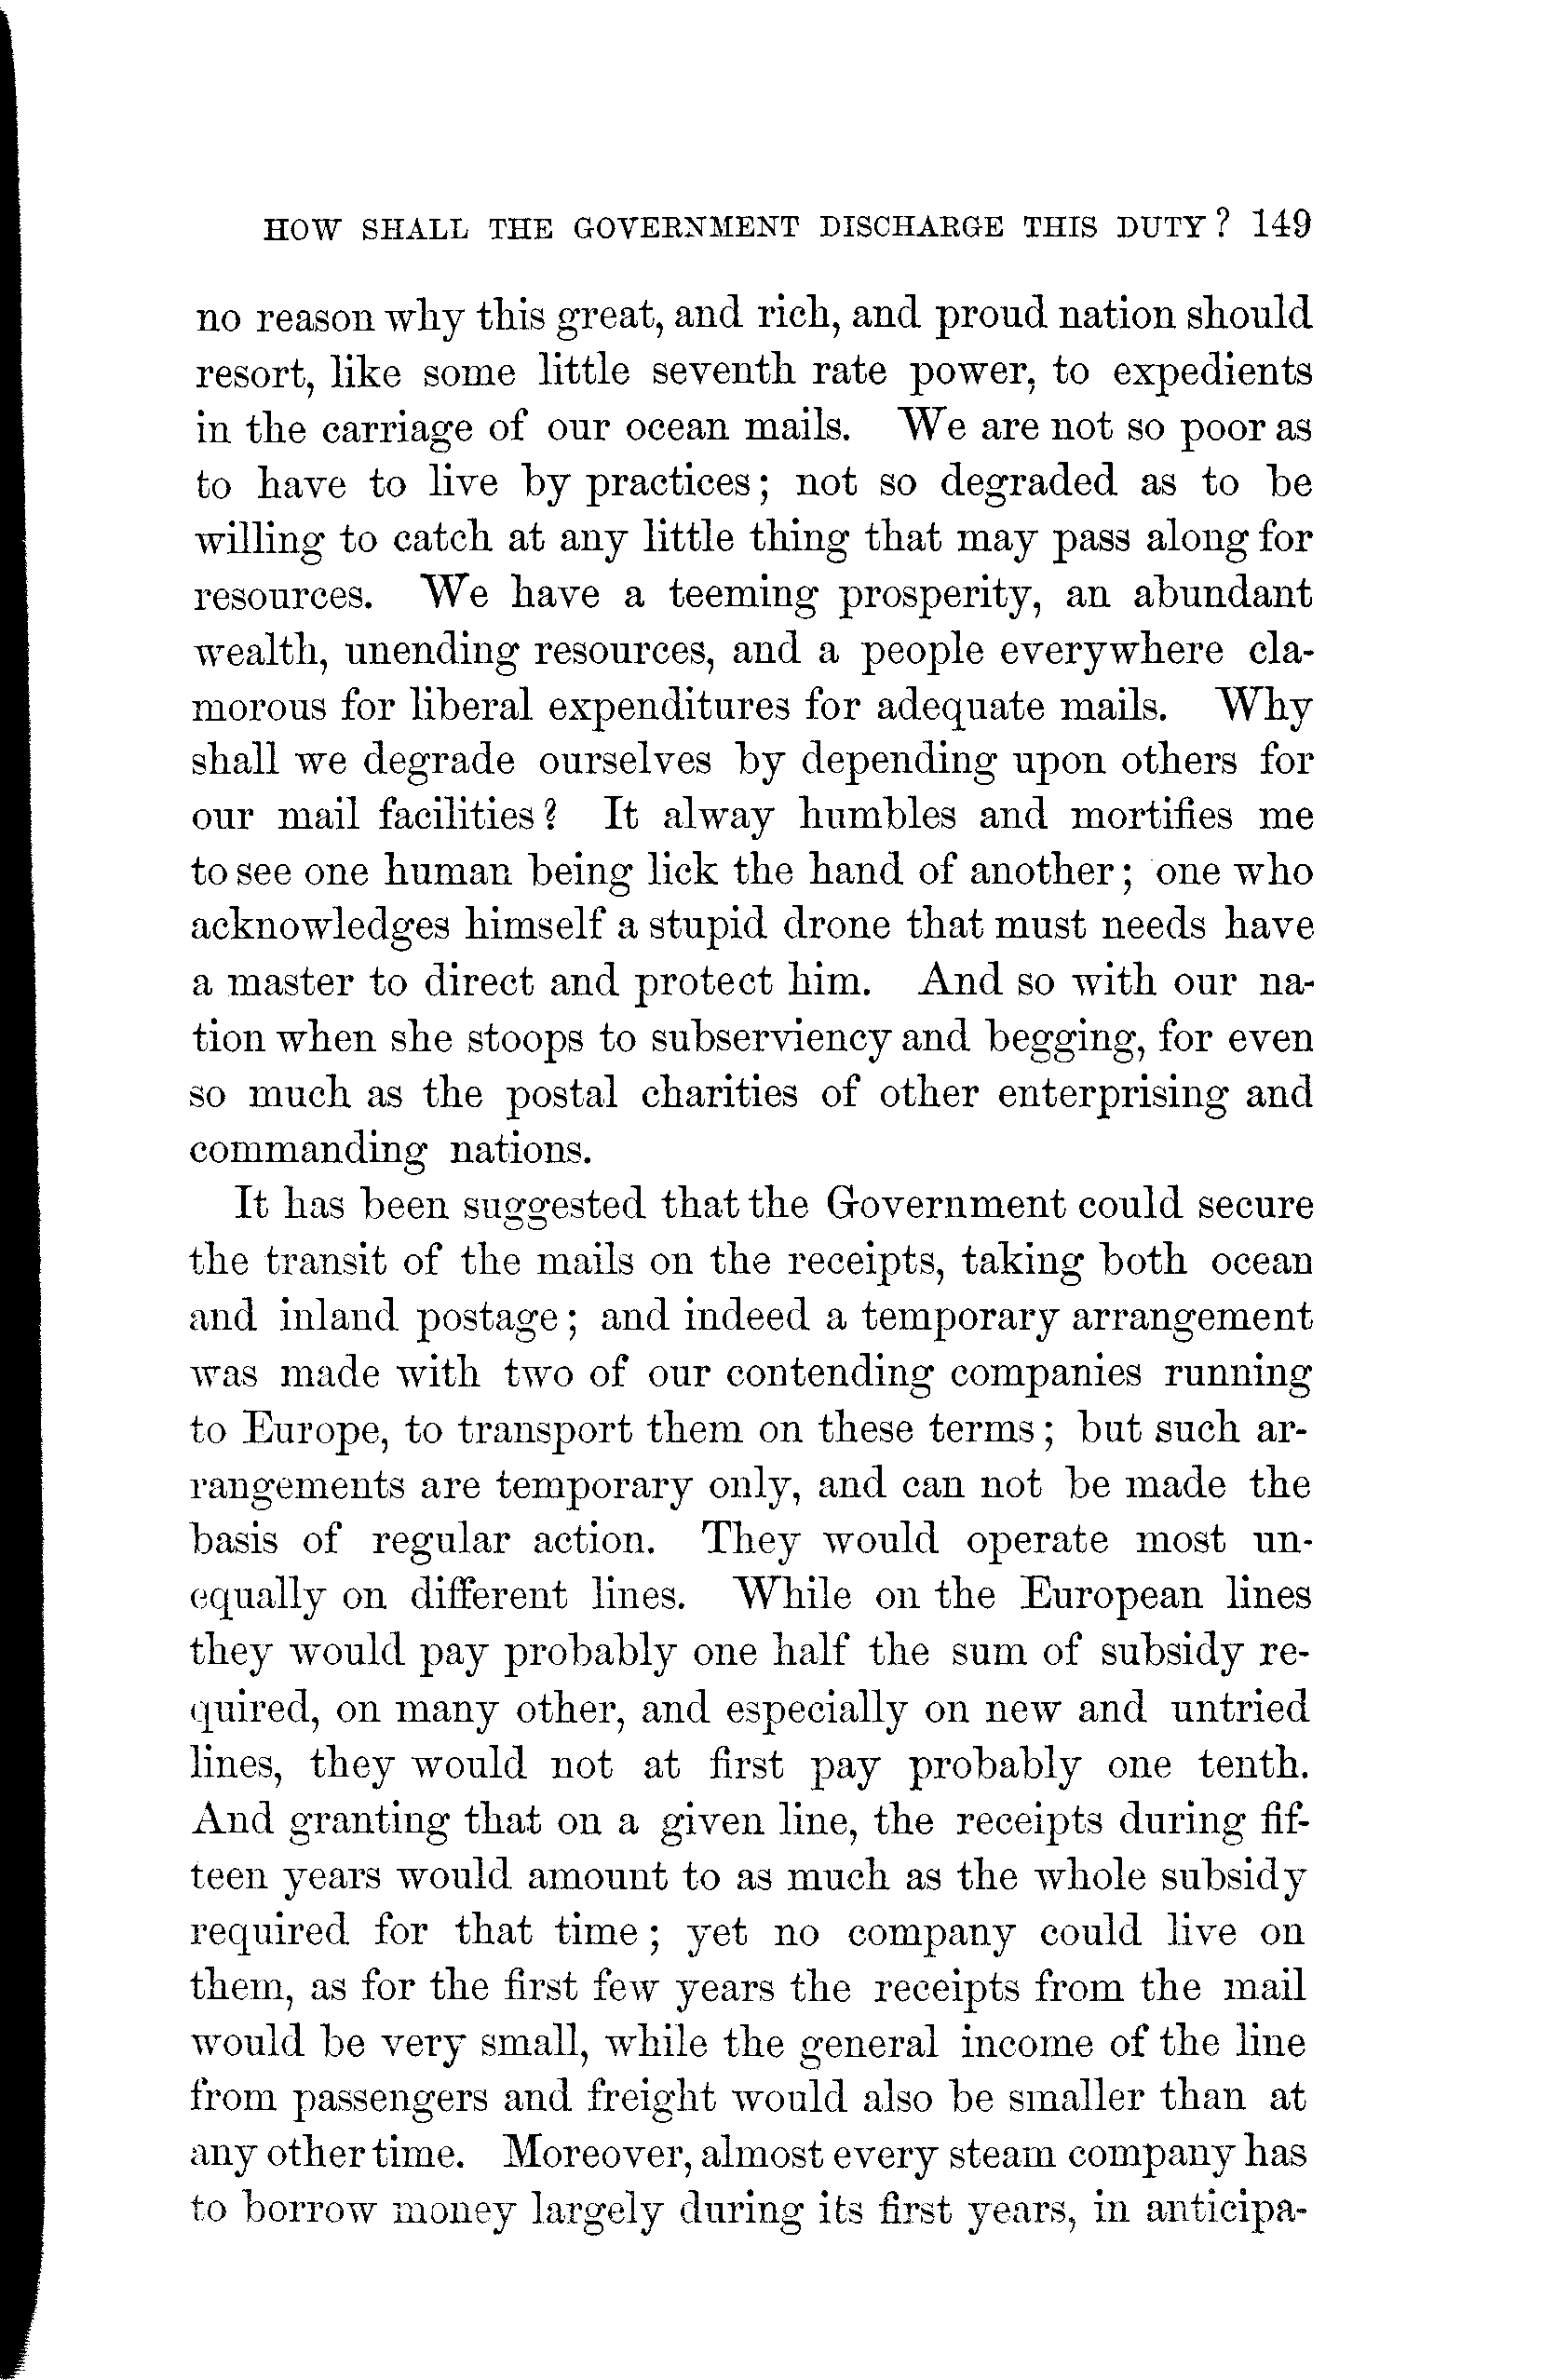 HOW SHALL THE GOVERNMENT DISCHARGE THIS DUTY? 149
no reason why this great, and rich, and proud nation should
resort, like some little seventh rate power, to expedients
in the carriage of our ocean mails. We are not so poor as
to have to live by practices; not so degraded as to be
willing to catch at any little thing that may pass along for
resources. We have a teeming prosperity, an abundant
wealth, unending resources, and a people everywhere cla-
morous for liberal expenditures for adequate mails. Why
shall we degrade ourselves by depending upon others for
our mail facilities? It alway humbles and mortifies me
to see one human being lick the hand of another; one who
acknowledges himself a stupid drone that must needs have
a master to direct and protect him. And so with our na-
tion when she stoops to subserviency and begging, for even
so much as the postal charities of other enterprising and
commanding nations.
It has been suggested that the Government could secure
the transit of the mails on the receipts, taking both ocean
and inland postage; and indeed a temporary arrangement
was made with two of our contending companies running
to Europe, to transport them on these terms; but such ar-
rangements are temporary only, and can not be made the
basis of regular action. They would operate most un-
equally on different lines. While on the European lines
they would pay probably one half the sum of subsidy re-
quired, on many other, and especially on new and untried
lines, they would not at first pay probably one tenth.
And granting that on a given line, the receipts during fif-
teen years would amount to as much as the whole subsidy
required for that time; yet no company could live on
them, as for the first few years the receipts from the mail
would be very small, while the general income of the line
from passengers and freight would also be smaller than at
any other time. Moreover, almost every steam company has
to borrow money largely during its first years, in anticipa-